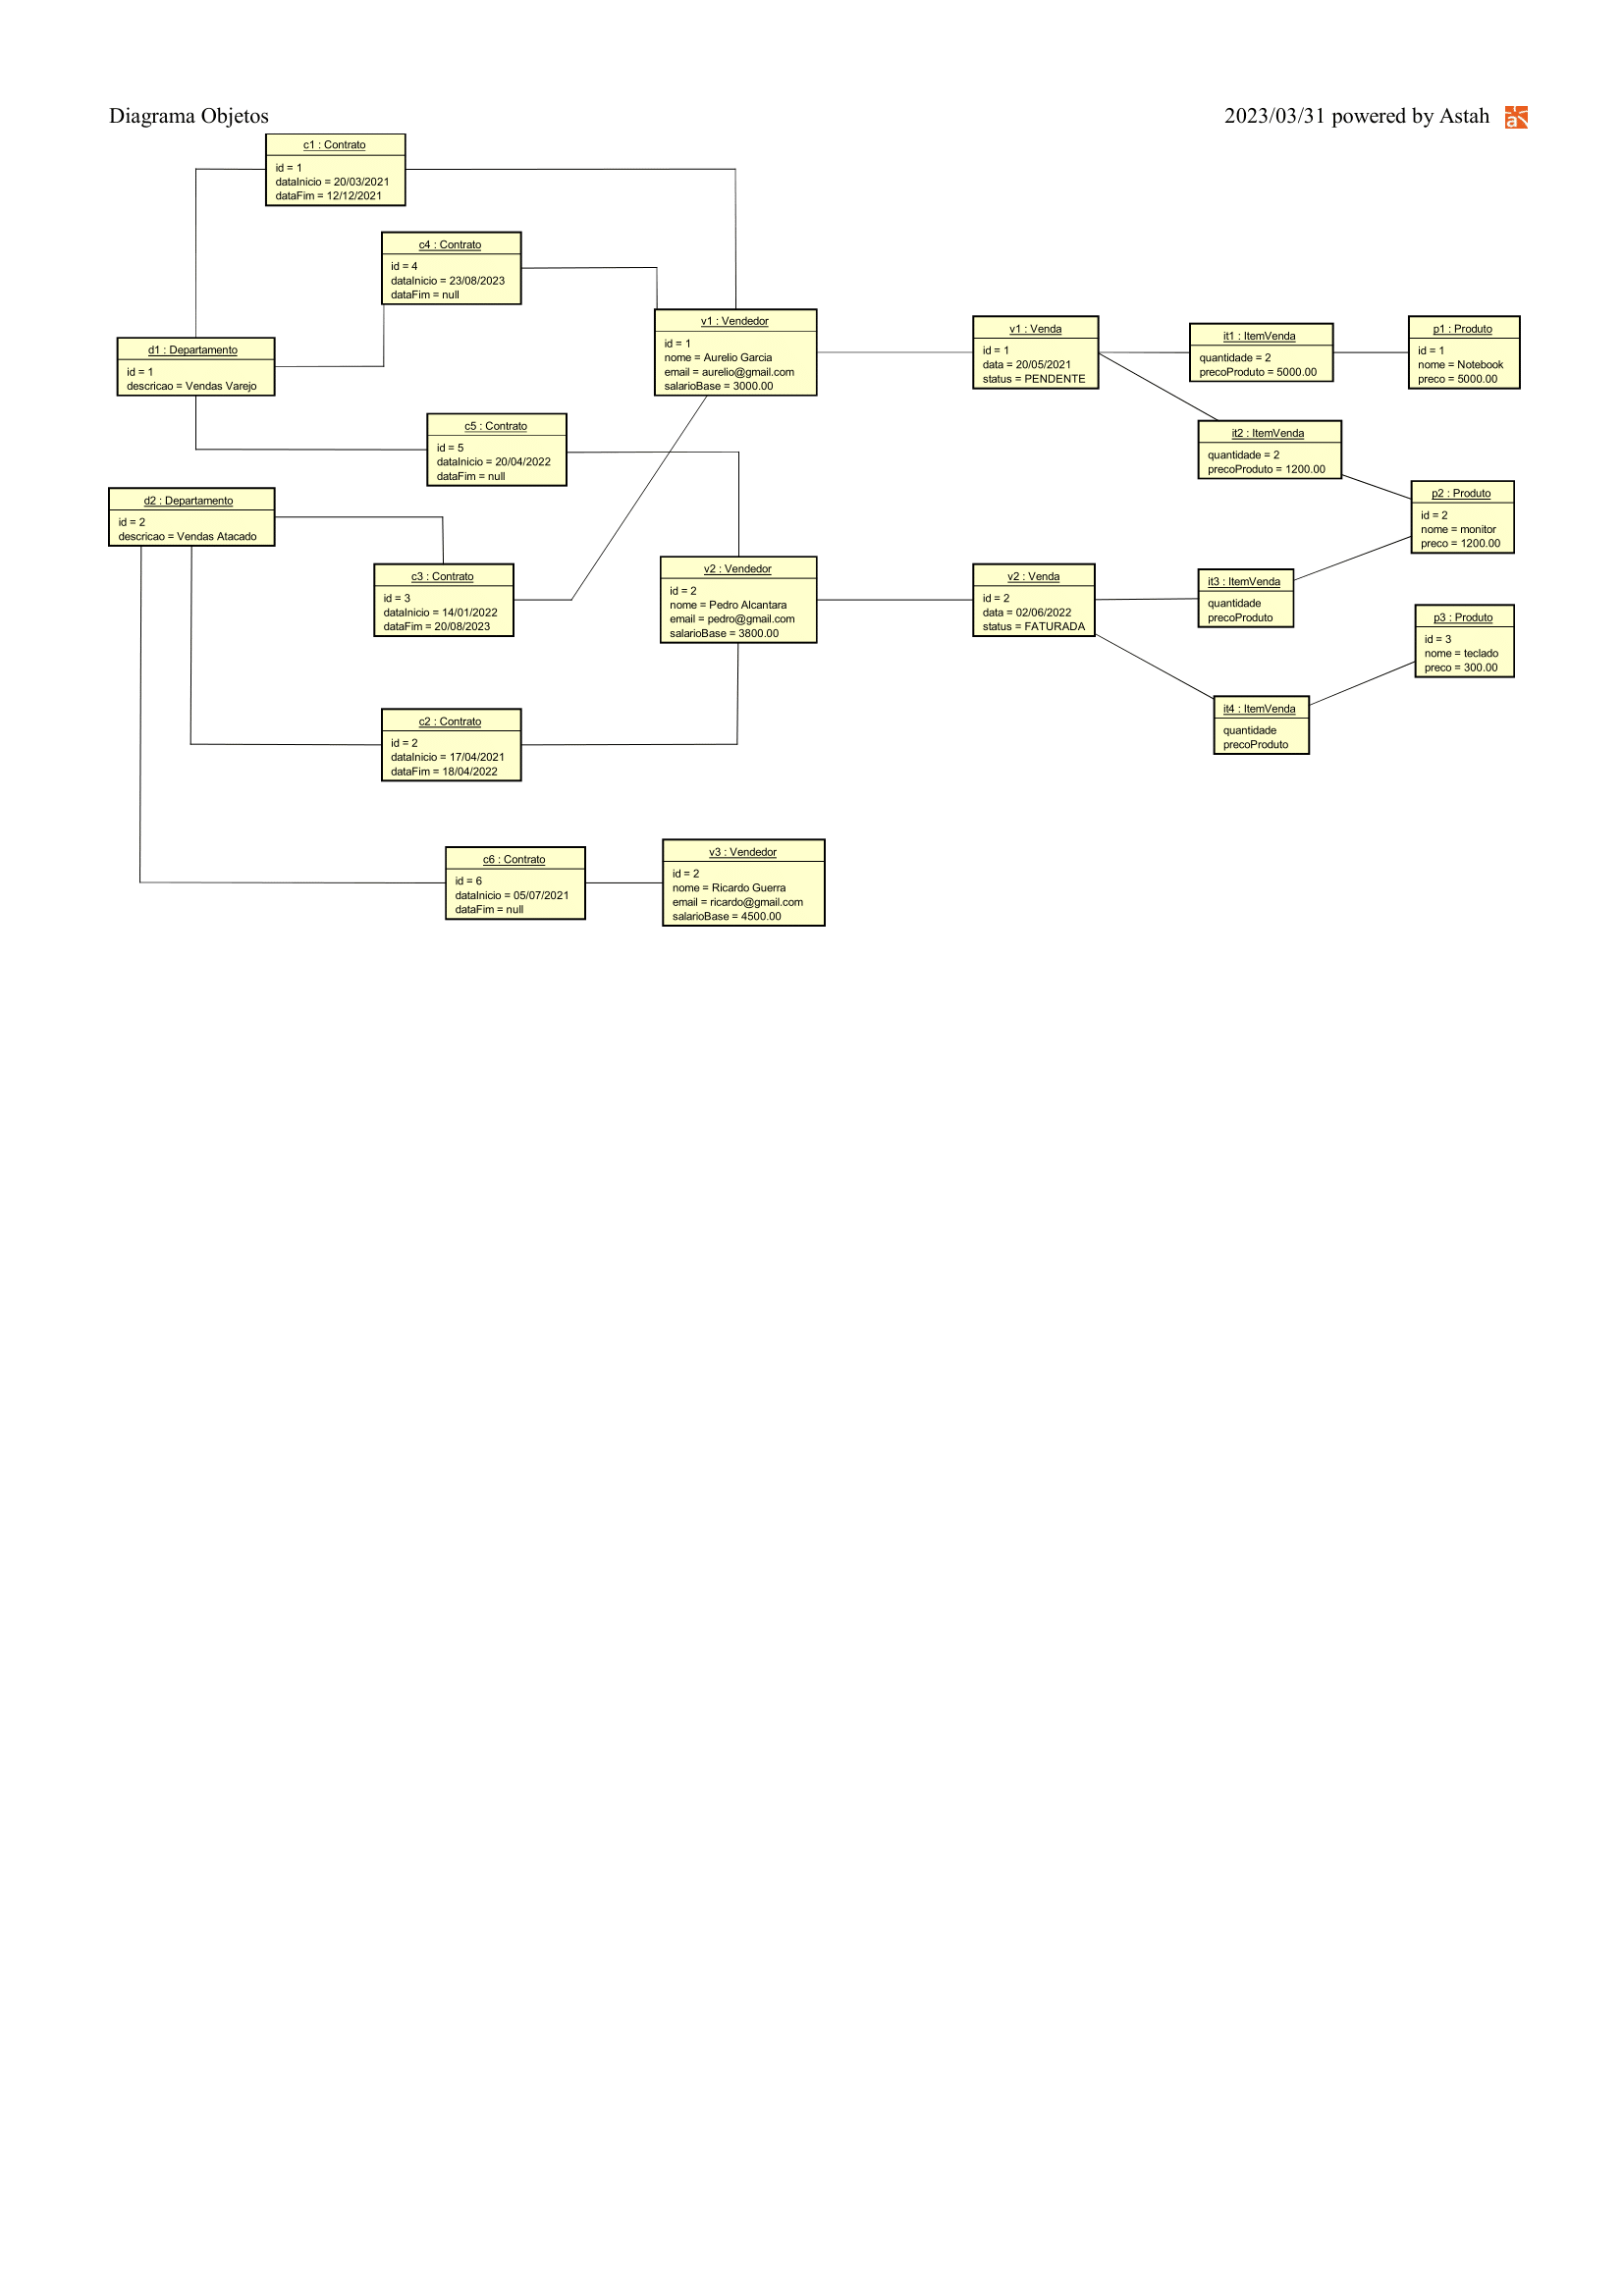 Diagrama Objetos
2023/03/31 powered by Astah
c1 : Contrato
id = 1
dataInicio = 20/03/2021
dataFim = 12/12/2021
c4 : Contrato
id = 4
dataInicio = 23/08/2023
dataFim = null
v1 : Vendedor
id = 1
nome = Aurelio Garcia
email = aurelio@gmail.com
salarioBase = 3000.00
v1 : Venda
id = 1
data = 20/05/2021
status = PENDENTE
it1 : ItemVenda
quantidade = 2
precoProduto = 5000.00
p1 : Produto
id = 1
nome = Notebook
preco = 5000.00
d1 : Departamento
id = 1
descricao = Vendas Varejo
c5 : Contrato
id = 5
dataInicio = 20/04/2022
dataFim = null
it2 : ItemVenda
quantidade = 2
precoProduto = 1200.00
p2 : Produto
id = 2
nome = monitor
preco = 1200.00
d2 : Departamento
id = 2
descricao = Vendas Atacado
c3 : Contrato
id = 3
dataInicio = 14/01/2022
dataFim = 20/08/2023
v2 : Vendedor
id = 2
nome = Pedro Alcantara
email = pedro@gmail.com
salarioBase = 3800.00
v2 : Venda
id = 2
data = 02/06/2022
status = FATURADA
it3 : ItemVenda
quantidade
precoProduto
p3 : Produto
id = 3
nome = teclado
preco = 300.00
it4 : ItemVenda
quantidade
precoProduto
c2 : Contrato
id = 2
dataInicio = 17/04/2021
dataFim = 18/04/2022
c6 : Contrato
id = 6
dataInicio = 05/07/2021
dataFim = null
v3 : Vendedor
id = 2
nome = Ricardo Guerra
email = ricardo@gmail.com
salarioBase = 4500.00